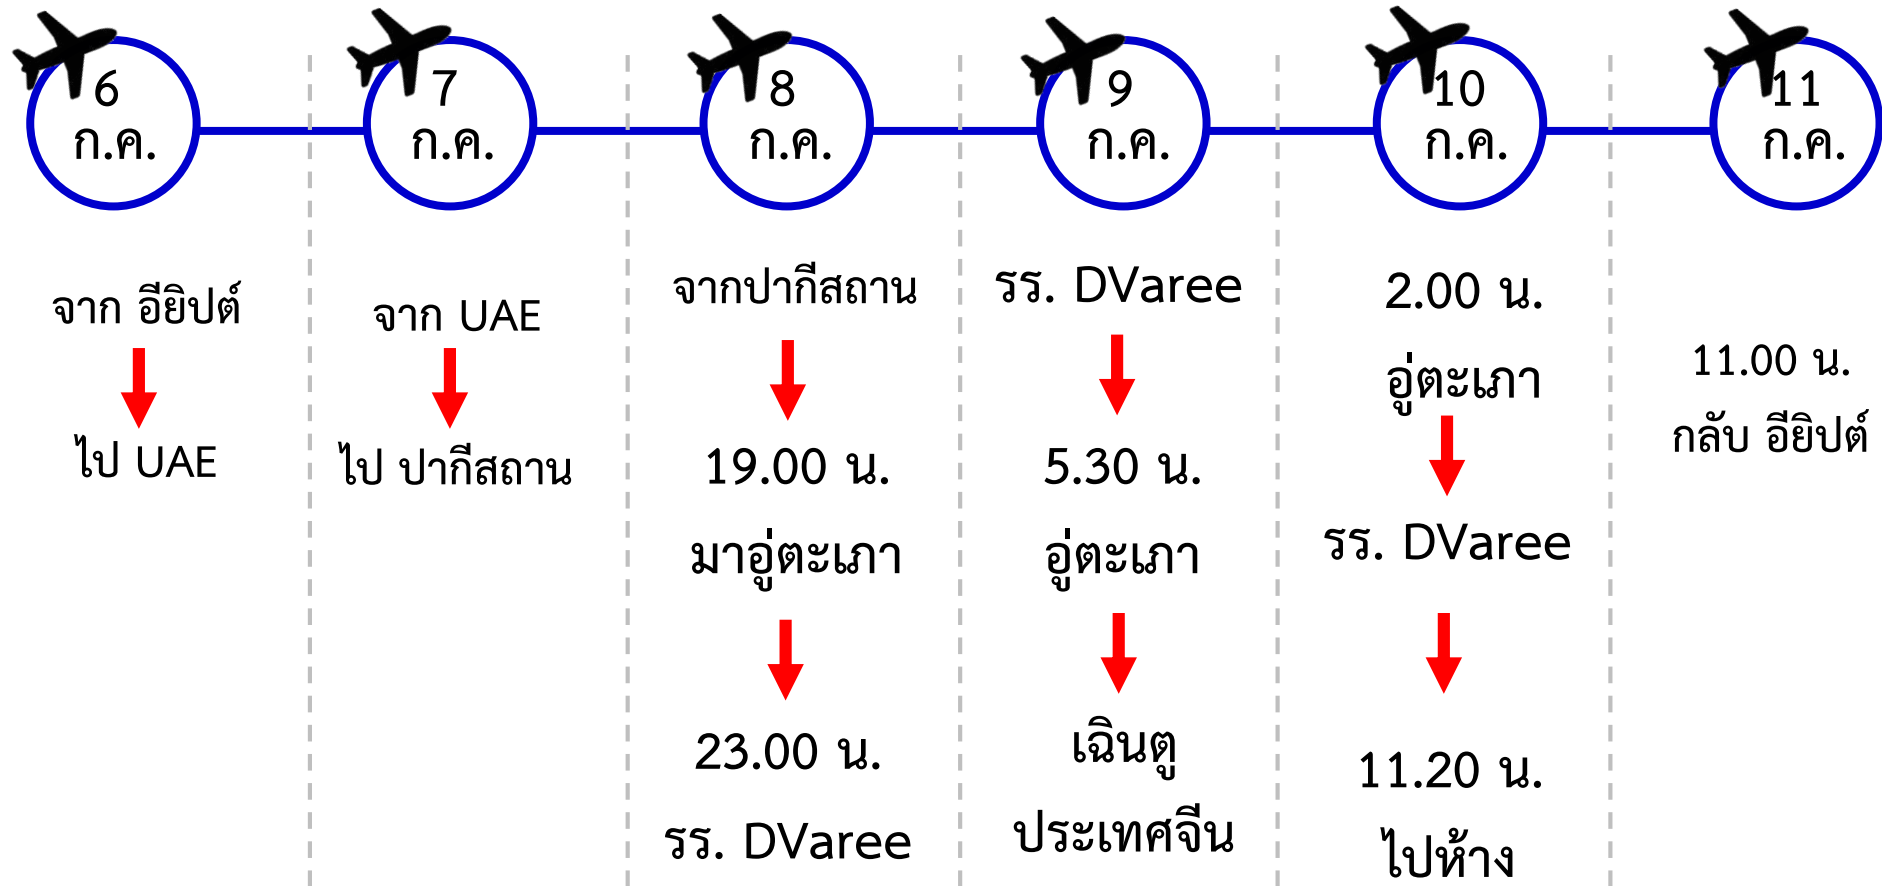 6
ก.ค.
7
ก.ค.
8
ก.ค.
9
ก.ค.
10
ก.ค.
11
ก.ค.
จาก อียิปต์
ไป UAE
จาก UAE
ไป ปากีสถาน
จากปากีสถาน
19.00 น.
มาอู่ตะเภา
23.00 น.
รร. DVaree
รร. DVaree
5.30 น.
อู่ตะเภา
เฉินตู
ประเทศจีน
2.00 น.
อู่ตะเภา
รร. DVaree
11.20 น.
ไปห้าง
11.00 น.
กลับ อียิปต์